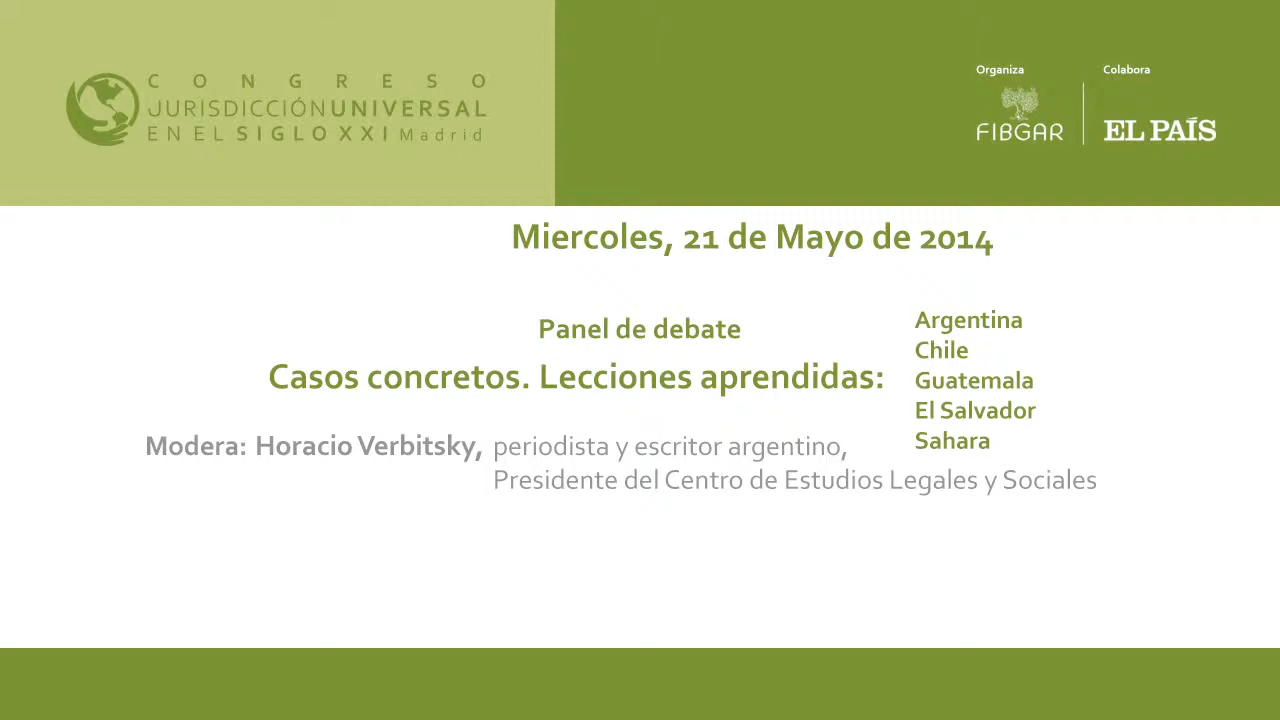 CONGRESO
JURISDICCIÓNUNIVERSAL
EN EL SIGLO XXI Madrid
Organiza
FIBGAR
Colabora
EL PAÍS
Miercoles, 21 de Mayo de 2014
Panel de debate
Casos concretos. Lecciones aprendidas:
Argentina
Chile
Guatemala
El Salvador
Sahara
Modera: Horacio Verbitsky, periodista y escritor argentino,
Presidente del Centro de Estudios Legales y Sociales